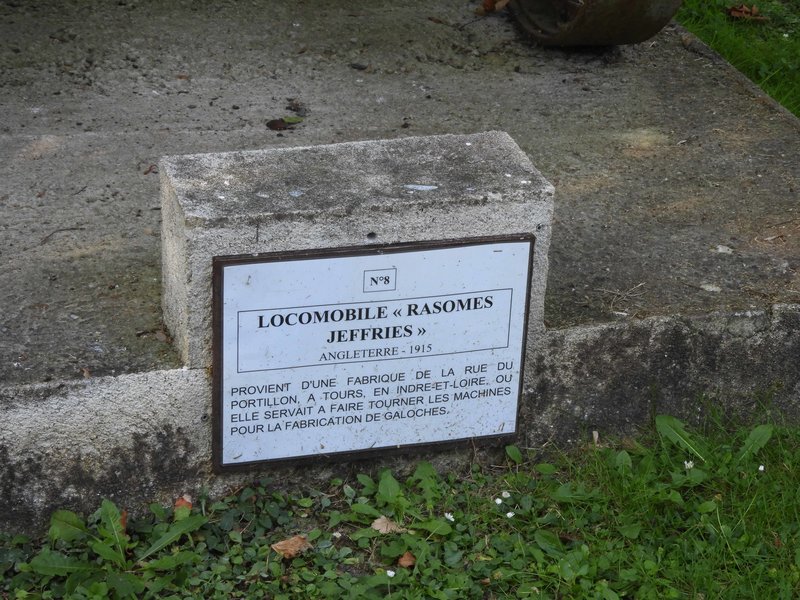 N°8
LOCOMOBILE « RASOMES
JEFFRIES »
ANGLETERRE - 1915
PROVIENT D'UNE FABRIQUE DE LA RUE DU
PORTILLON, A TOURS, EN INDRE-ET-LOIRE, OU
ELLE SERVAIT A FAIRE TOURNER LES MACHINES
POUR LA FABRICATION DE GALOCHES.